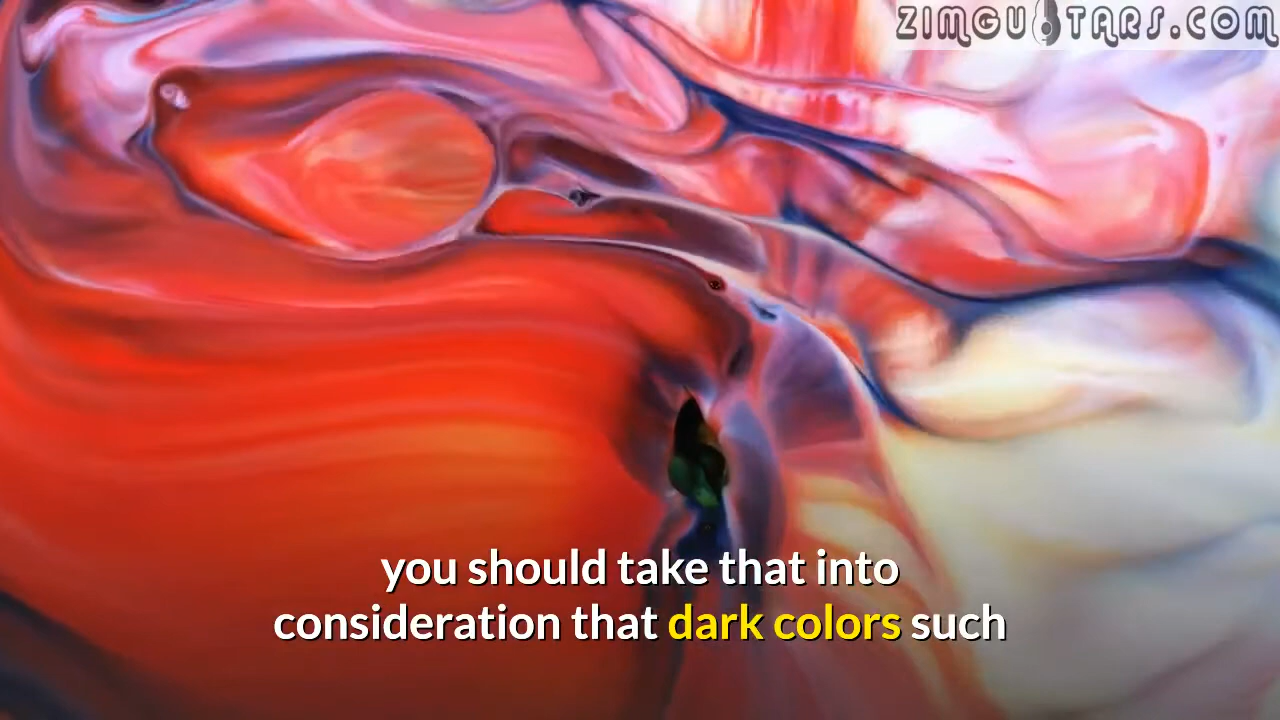 ZIMGUITARS.COM
you should take that into
consideration that dark colors such